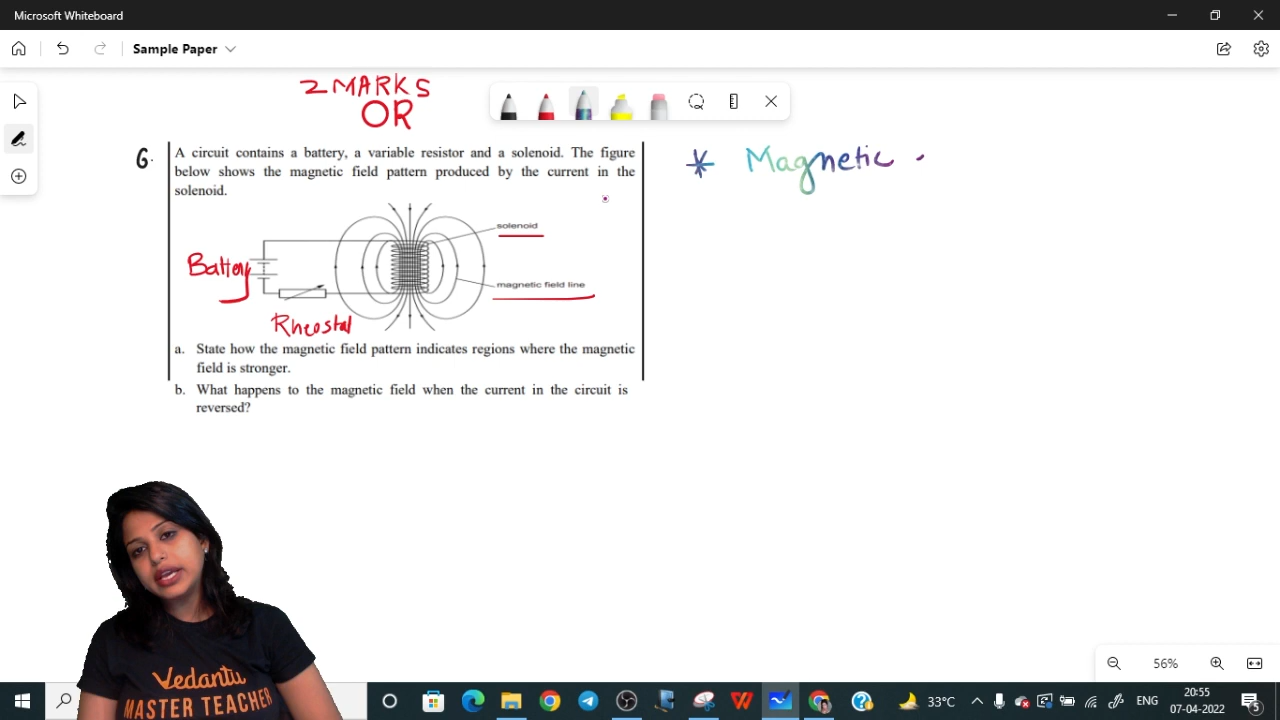 Microsoft Whiteboard
Sample Paper
2 MARKS
OR
6.
A circuit contains a battery, a variable resistor and a solenoid. The figure
below shows the magnetic field pattern produced by the current in the
solenoid.
* Magnetic
solenoid
Battery
magnetic field line
Rheostat
a. State how the magnetic field pattern indicates regions where the magnetic
field is stronger.
b. What happens to the magnetic field when the current in the circuit is
reversed?
Vedantu
MASTER TEACHER
56%
33°C
ENG
20:55
07-04-2022
5